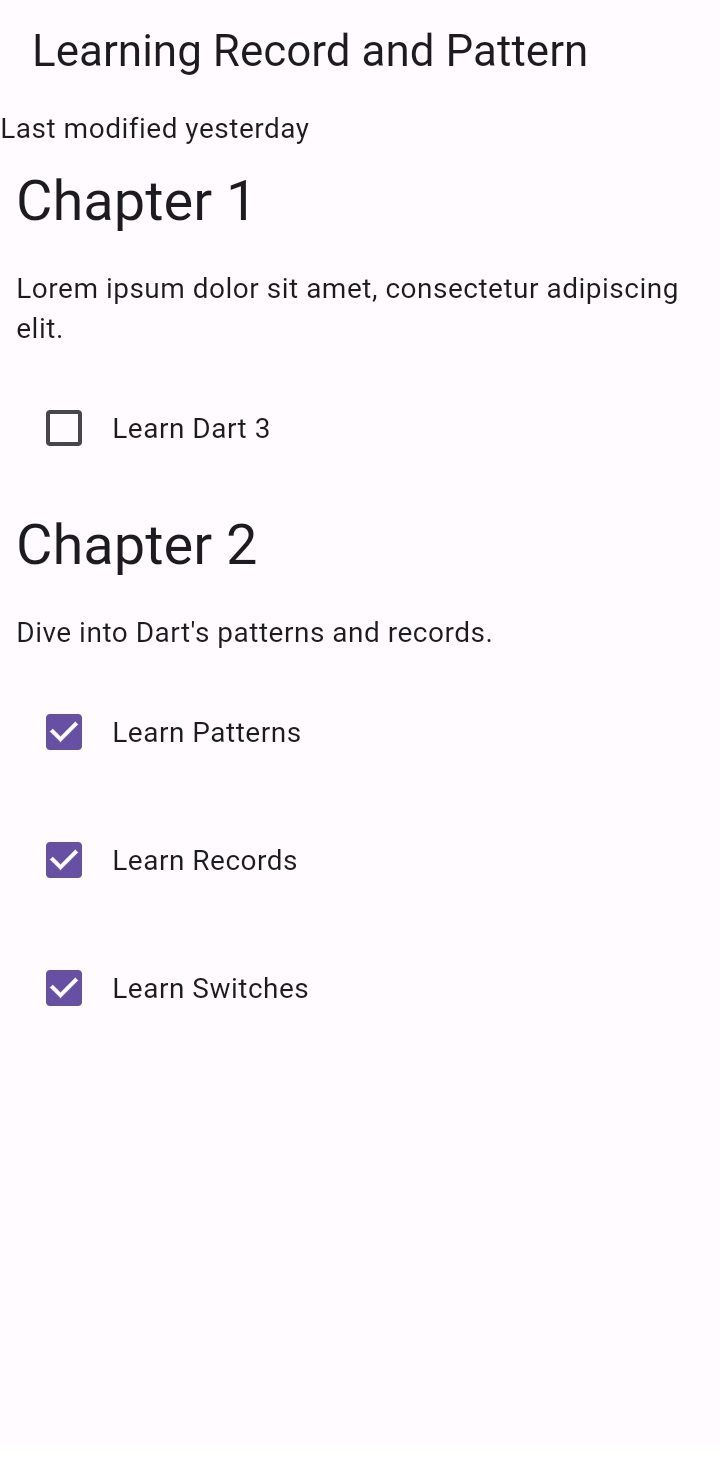 Learning Record and Pattern
Last modified yesterday
Chapter 1
Lorem ipsum dolor sit amet, consectetur adipiscing
elit.
Learn Dart 3
Chapter 2
Dive into Dart's patterns and records.
Learn Patterns
Learn Records
Learn Switches